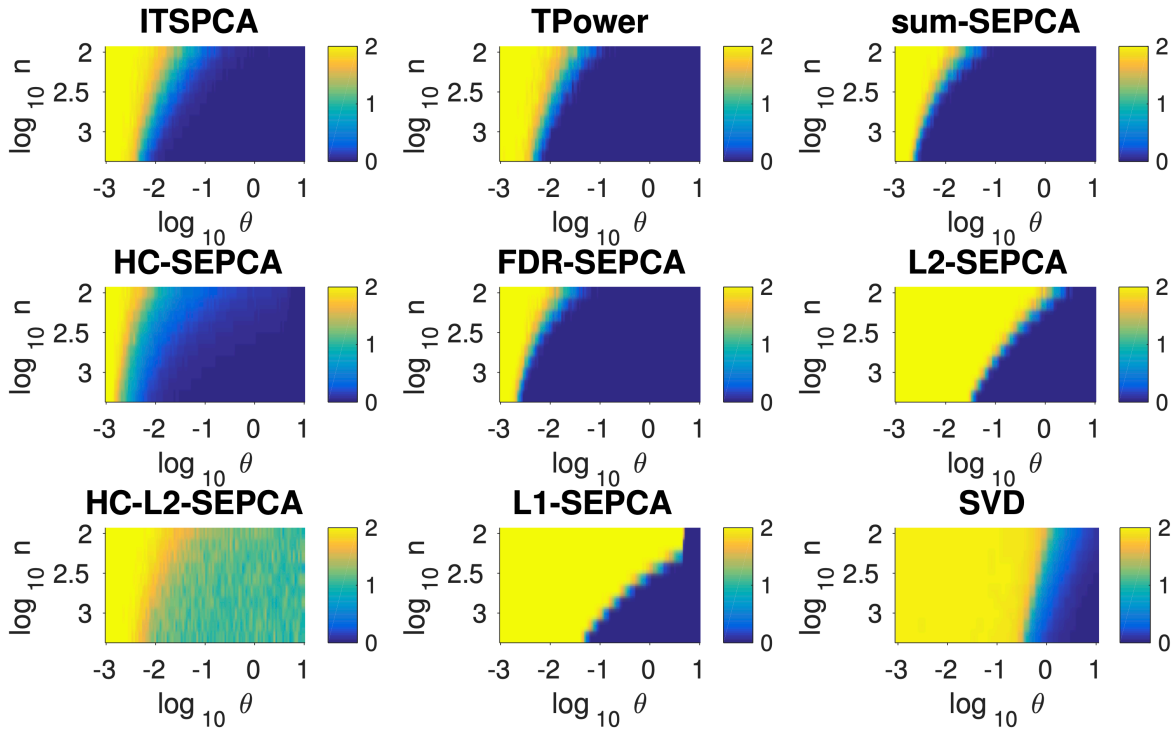 ITSPCA
TPower
sum-SEPCA
log 10 n
2
2.5
3
-3 -2 -1 0 1
log 10 θ
2
1
0
log 10 n
2
2.5
3
-3 -2 -1 0 1
log 10 θ
2
1
0
log 10 n
2
2.5
3
-3 -2 -1 0 1
log 10 θ
2
1
0
HC-SEPCA
FDR-SEPCA
L2-SEPCA
log 10 n
2
2.5
3
-3 -2 -1 0 1
log 10 θ
2
1
0
log 10 n
2
2.5
3
-3 -2 -1 0 1
log 10 θ
2
1
0
log 10 n
2
2.5
3
-3 -2 -1 0 1
log 10 θ
2
1
0
HC-L2-SEPCA
L1-SEPCA
SVD
log 10 n
2
2.5
3
-3 -2 -1 0 1
log 10 θ
2
1
0
log 10 n
2
2.5
3
-3 -2 -1 0 1
log 10 θ
2
1
0
log 10 n
2
2.5
3
-3 -2 -1 0 1
log 10 θ
2
1
0